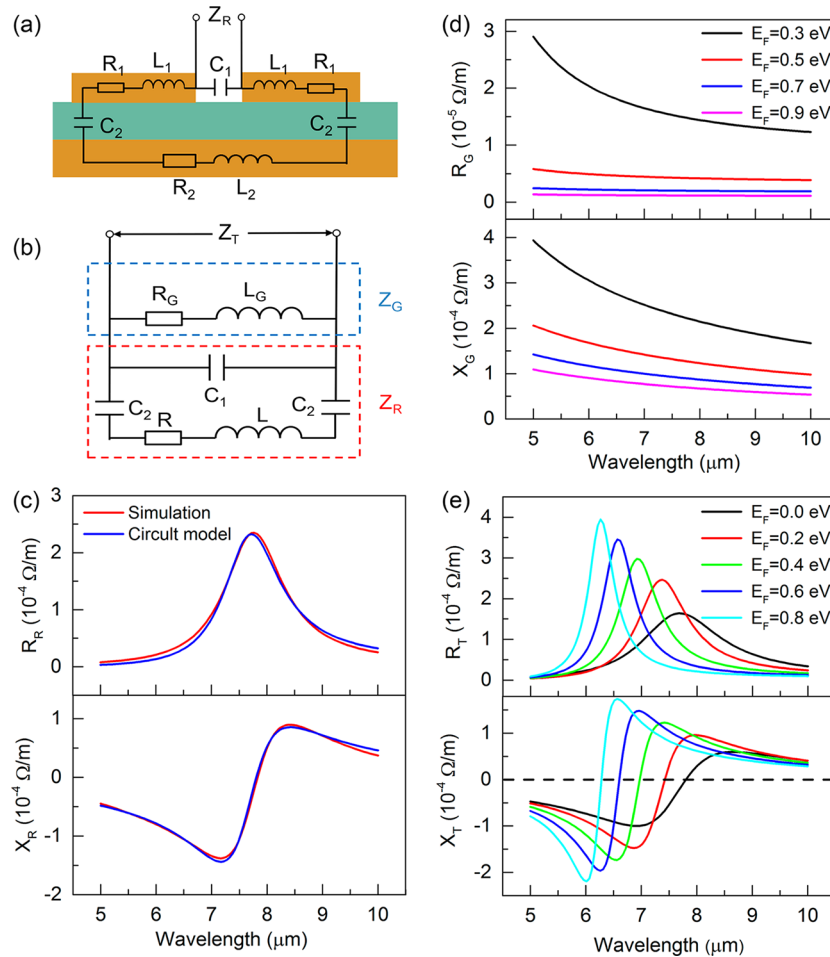 (a)
Z_R
R_1
L_1
C_1
L_1
R_1
C_2
C_2
R_2
L_2
(b)
Z_T
R_G
L_G
Z_G
C_1
C_2
C_2
R
L
Z_R
(c)
Simulation
Circult model
R_R (10^-4 Ω/m)
3
2
1
0
X_R (10^-4 Ω/m)
1
0
-1
-2
5 6 7 8 9 10
Wavelength (μm)
(d)
E_F=0.3 eV
E_F=0.5 eV
E_F=0.7 eV
E_F=0.9 eV
R_G (10^-5 Ω/m)
3
2
1
0
X_G (10^-4 Ω/m)
4
3
2
1
0
5 6 7 8 9 10
Wavelength (μm)
(e)
E_F=0.0 eV
E_F=0.2 eV
E_F=0.4 eV
E_F=0.6 eV
E_F=0.8 eV
R_T (10^-4 Ω/m)
4
3
2
1
0
X_T (10^-4 Ω/m)
1
0
-1
-2
5 6 7 8 9 10
Wavelength (μm)